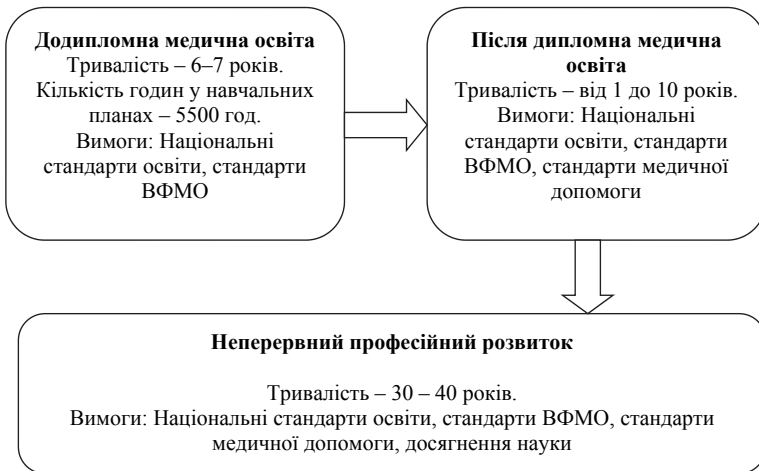 Додипломна медична освіта
Тривалість – 6–7 років.
Кількість годин у навчальних
планах – 5500 год.
Вимоги: Національні
стандарти освіти, стандарти
ВФМО
Після дипломна медична
освіта
Тривалість – від 1 до 10 років.
Вимоги: Національні
стандарти освіти, стандарти
ВФМО, стандарти медичної
допомоги
Неперервний професійний розвиток
Тривалість – 30 – 40 років.
Вимоги: Національні стандарти освіти, стандарти ВФМО, стандарти
медичної допомоги, досягнення науки